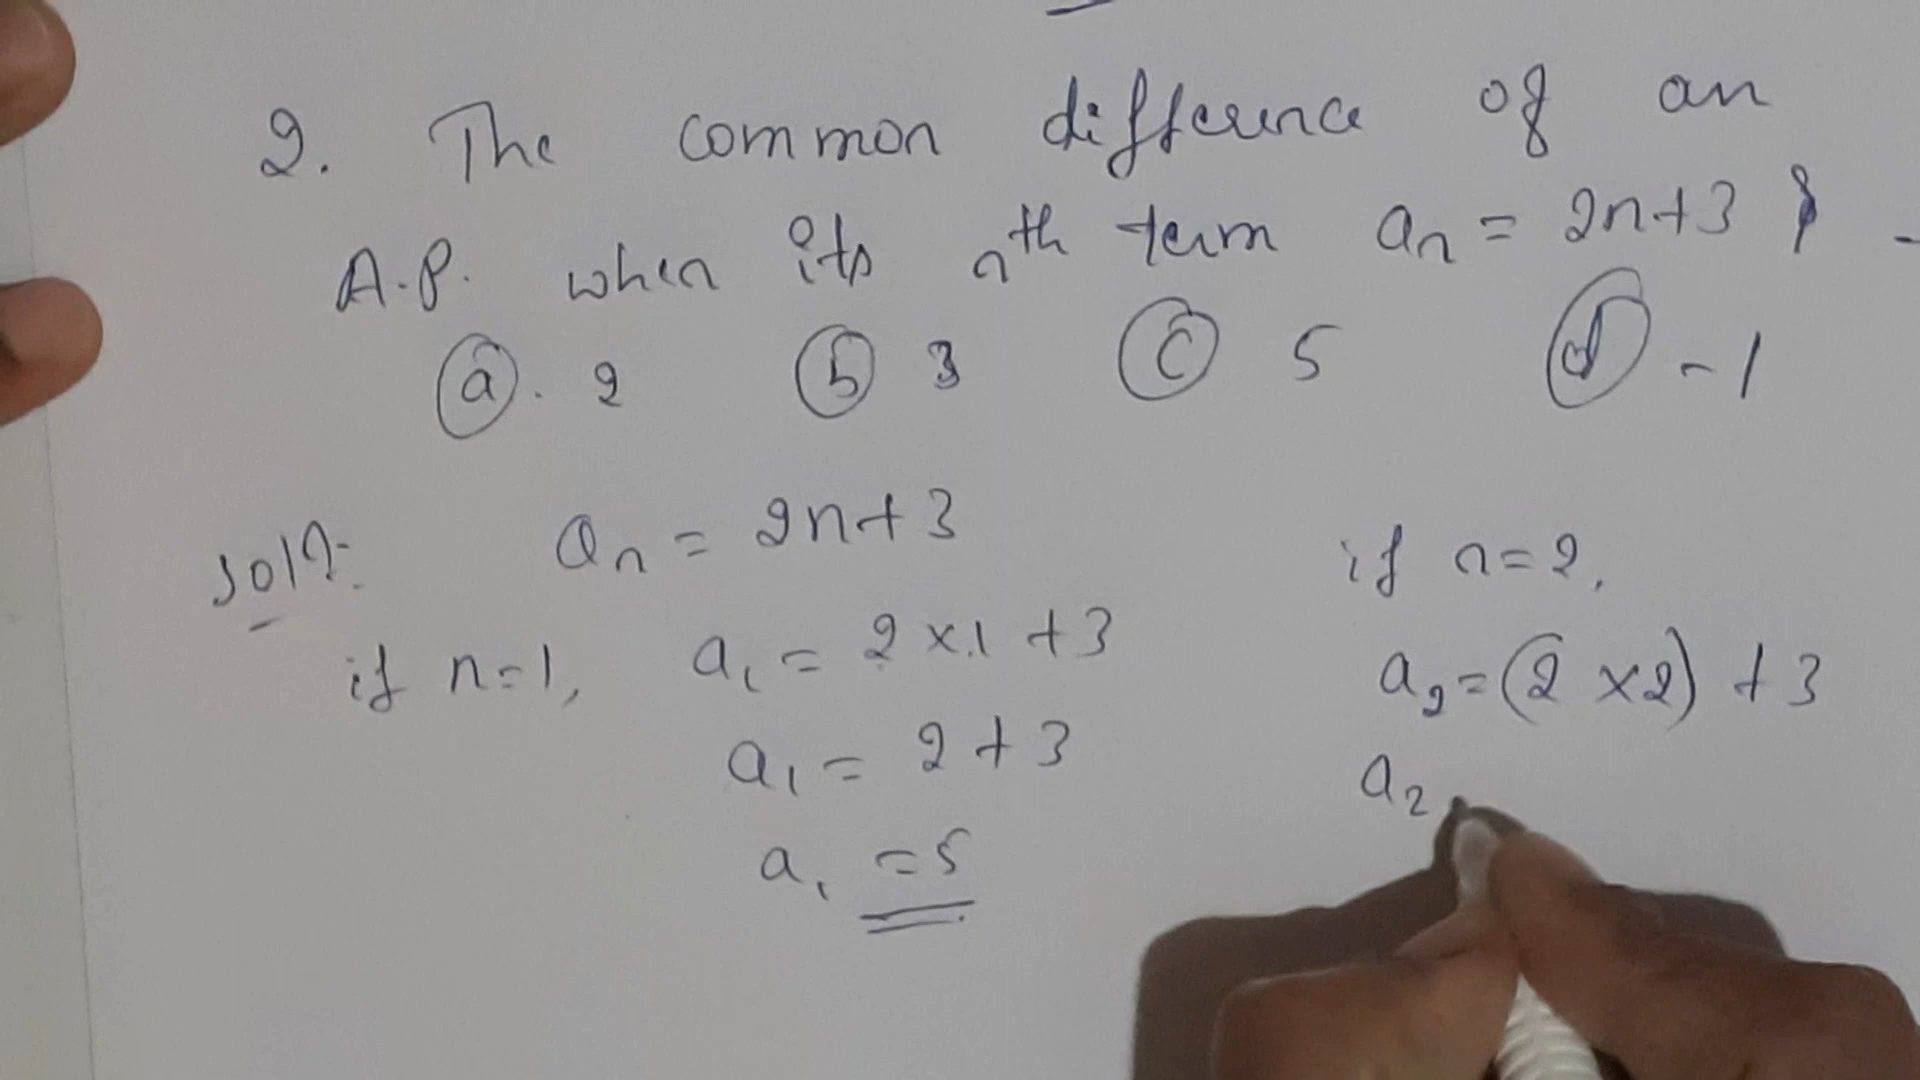 2. The common difference of an
A.P. when its nth term an = 2n+3 is -
(a). 2 (b) 3 (c) 5 (d) -1
Soln:- an = 2n+3
if n=1, a1 = 2×1+3
a1 = 2+3
a1 = 5
if n=2,
a2=(2×2)+3
a2